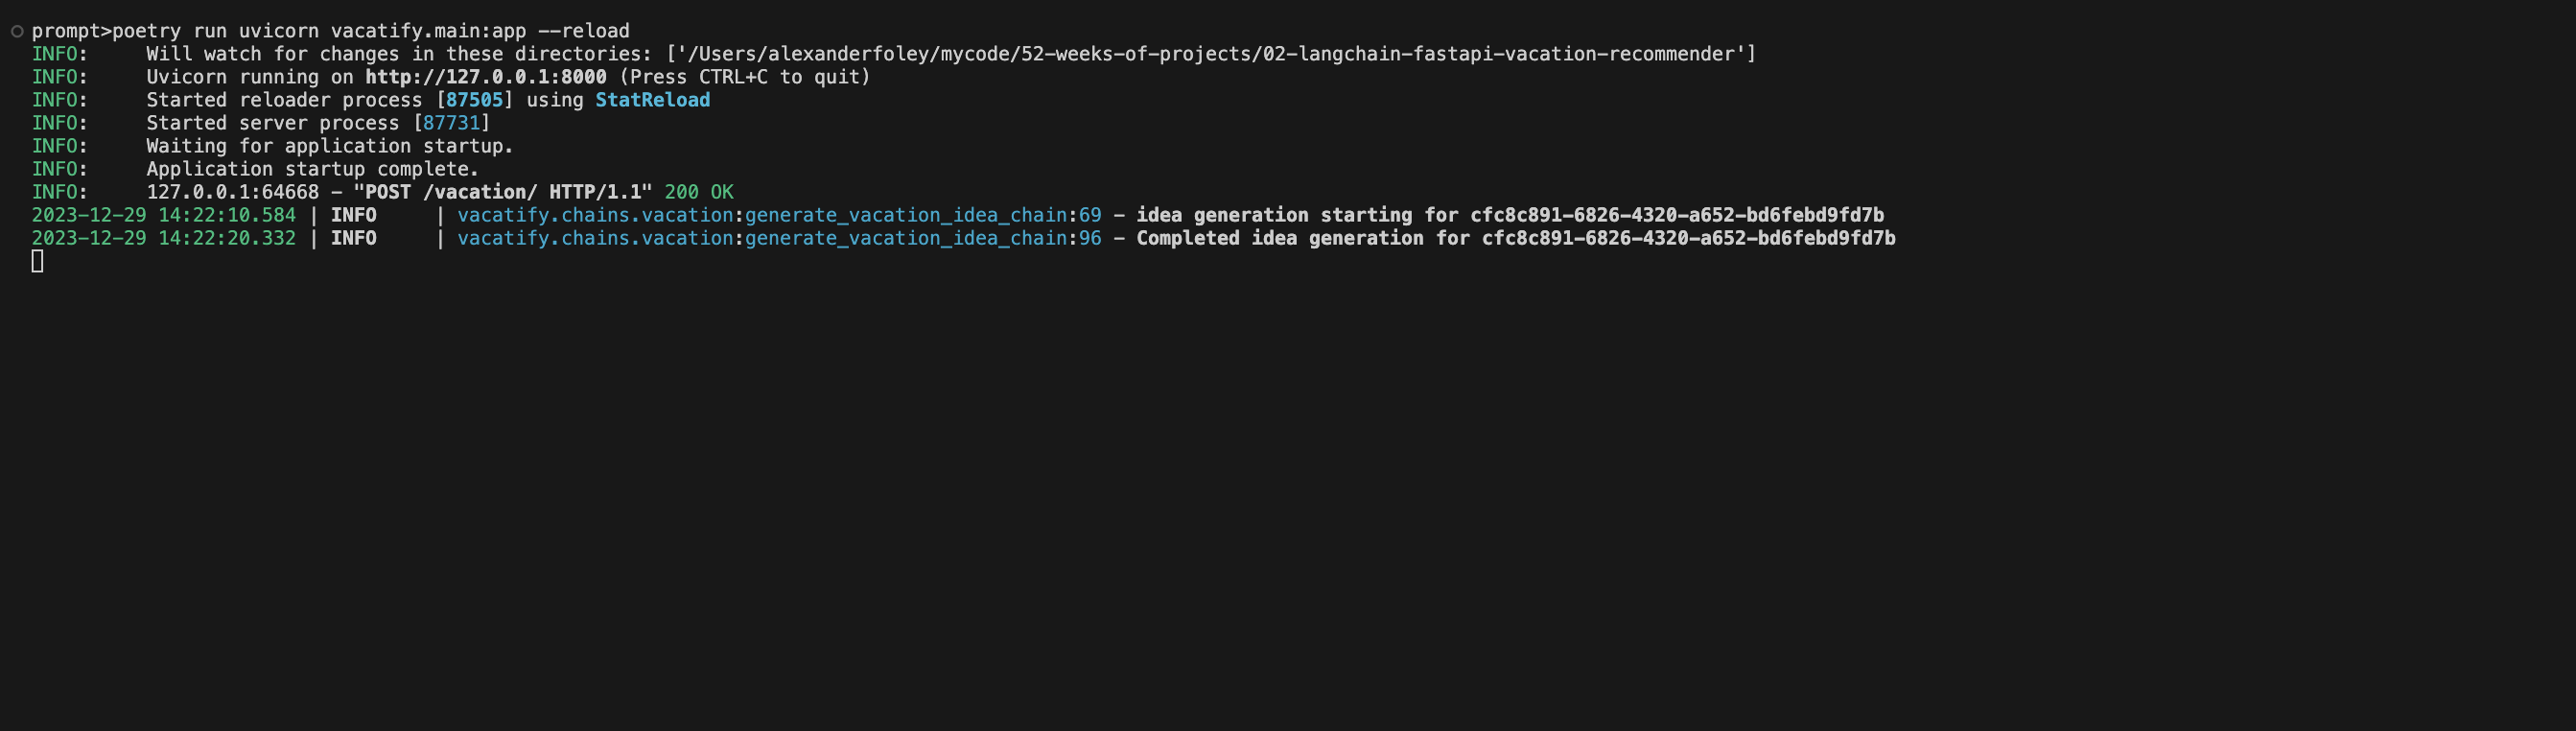 prompt>poetry run uvicorn vacatify.main:app --reload
INFO:     Will watch for changes in these directories: ['/Users/alexanderfoley/mycode/52-weeks-of-projects/02-langchain-fastapi-vacation-recommender']
INFO:     Uvicorn running on http://127.0.0.1:8000 (Press CTRL+C to quit)
INFO:     Started reloader process [87505] using StatReload
INFO:     Started server process [87731]
INFO:     Waiting for application startup.
INFO:     Application startup complete.
INFO:     127.0.0.1:64668 - "POST /vacation/ HTTP/1.1" 200 OK
2023-12-29 14:22:10.584 | INFO     | vacatify.chains.vacation:generate_vacation_idea_chain:69 - idea generation starting for cfc8c891-6826-4320-a652-bd6febd9fd7b
2023-12-29 14:22:20.332 | INFO     | vacatify.chains.vacation:generate_vacation_idea_chain:96 - Completed idea generation for cfc8c891-6826-4320-a652-bd6febd9fd7b